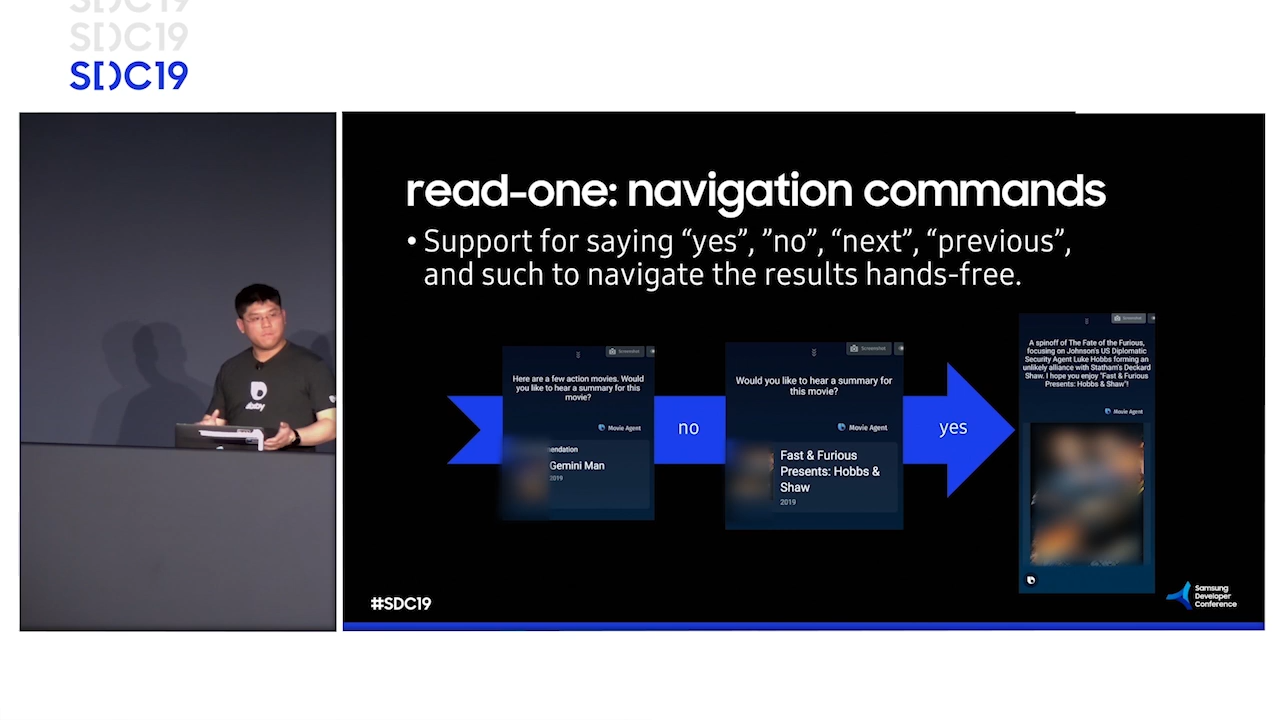 SDC19
SDC19
SDC19
read-one: navigation commands
• Support for saying “yes”, ”no”, “next”, “previous”,
and such to navigate the results hands-free.
Screenshot
Here are a few action movies. Would
you like to hear a summary for this
movie?
Movie Agent
endation
Gemini Man
2019
no
Screenshot
Would you like to hear a summary for
this movie?
Movie Agent
Fast & Furious
Presents: Hobbs &
Shaw
2019
yes
Screenshot
A spinoff of The Fate of the Furious,
focusing on Johnson's US Diplomatic
Security Agent Luke Hobbs forming an
unlikely alliance with Statham's Deckard
Shaw. I hope you enjoy "Fast & Furious
Presents: Hobbs & Shaw"!
Movie Agent
#SDC19
Samsung
Developer
Conference